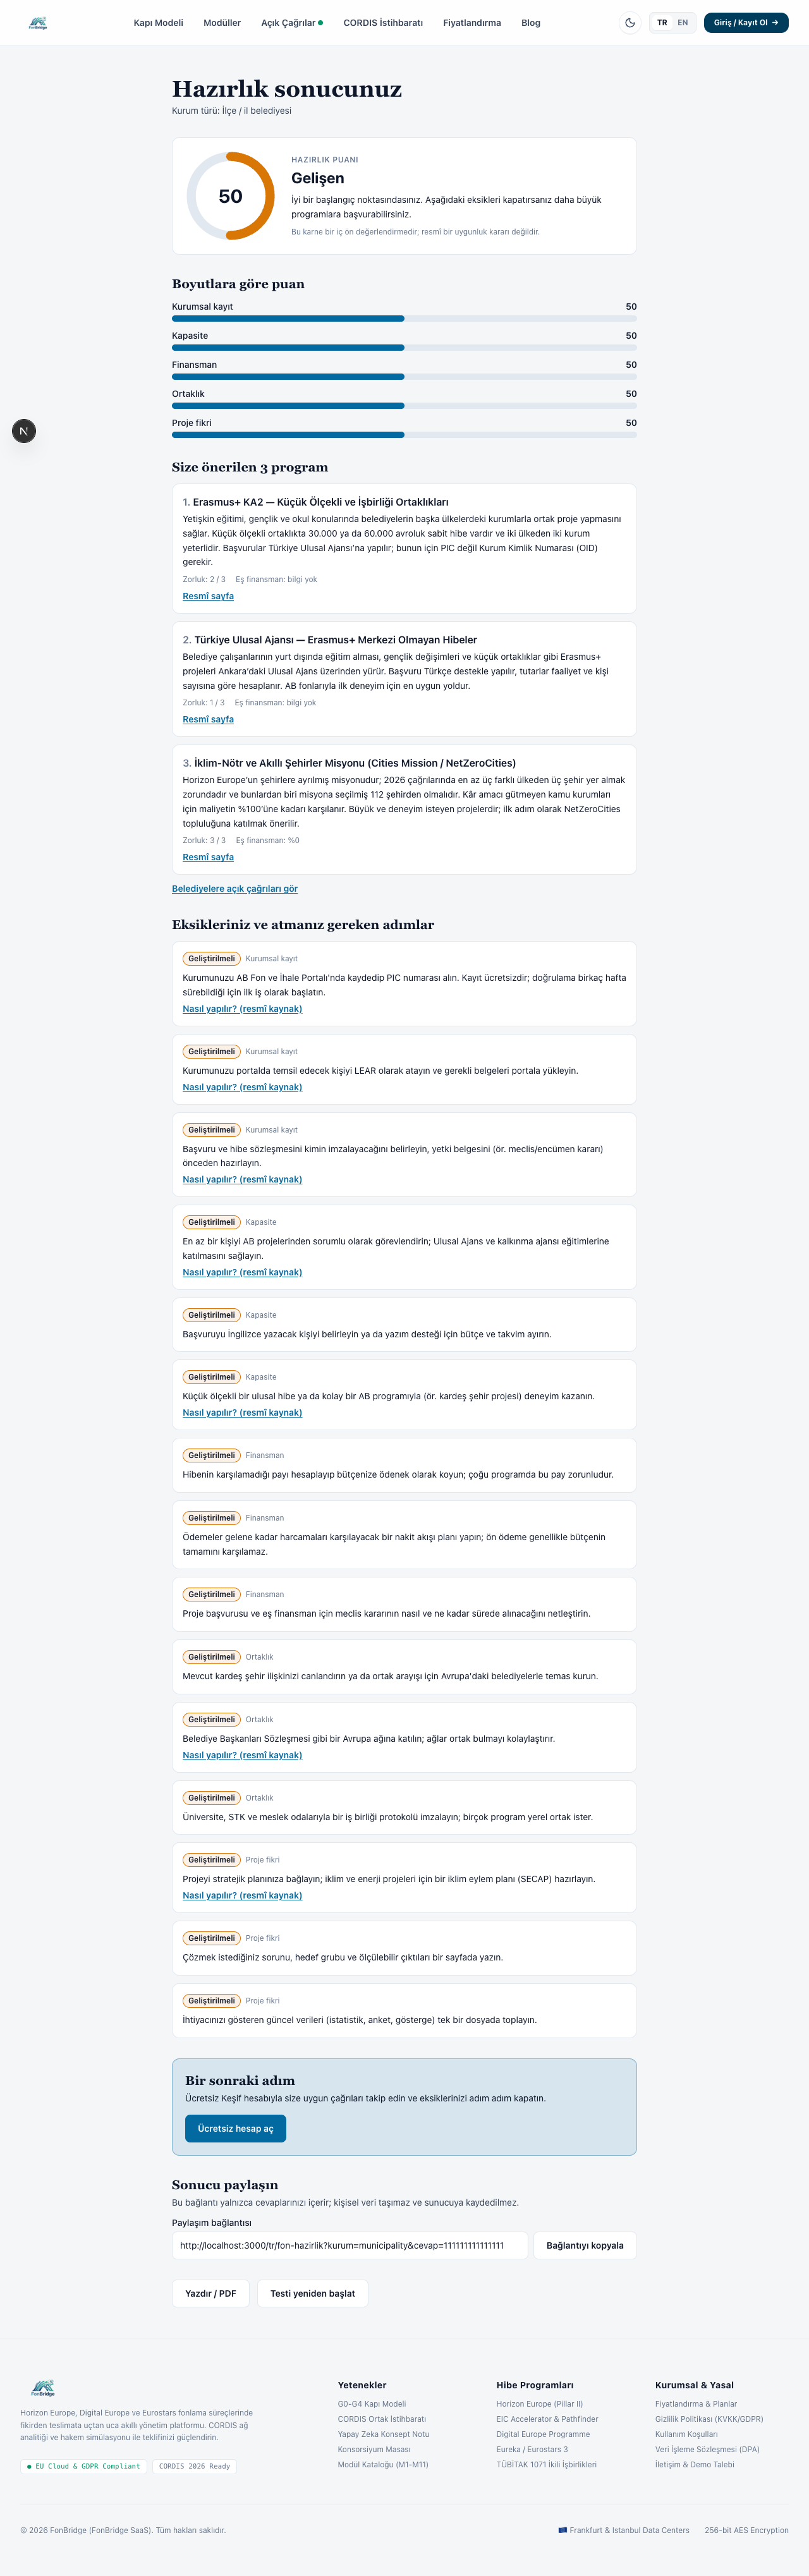 FonBridge
Kapı Modeli
Modüller
Açık Çağrılar
CORDIS İstihbaratı
Fiyatlandırma
Blog
TR EN
Giriş / Kayıt Ol →
Hazırlık sonucunuz
Kurum türü: İlçe / il belediyesi
50
HAZIRLIK PUANI
Gelişen
İyi bir başlangıç noktasındasınız. Aşağıdaki eksikleri kapatırsanız daha büyük
programlara başvurabilirsiniz.
Bu karne bir iç ön değerlendirmedir; resmî bir uygunluk kararı değildir.
Boyutlara göre puan
Kurumsal kayıt 50
Kapasite 50
Finansman 50
Ortaklık 50
Proje fikri 50
N
Size önerilen 3 program
1. Erasmus+ KA2 — Küçük Ölçekli ve İşbirliği Ortaklıkları
Yetişkin eğitimi, gençlik ve okul konularında belediyelerin başka ülkelerdeki kurumlarla ortak proje yapmasını
sağlar. Küçük ölçekli ortaklıkta 30.000 ya da 60.000 avroluk sabit hibe vardır ve iki ülkeden iki kurum
yeterlidir. Başvurular Türkiye Ulusal Ajansı'na yapılır; bunun için PIC değil Kurum Kimlik Numarası (OID)
gerekir.
Zorluk: 2 / 3 Eş finansman: bilgi yok
Resmî sayfa
2. Türkiye Ulusal Ajansı — Erasmus+ Merkezi Olmayan Hibeler
Belediye çalışanlarının yurt dışında eğitim alması, gençlik değişimleri ve küçük ortaklıklar gibi Erasmus+
projeleri Ankara'daki Ulusal Ajans üzerinden yürür. Başvuru Türkçe destekle yapılır, tutarlar faaliyet ve kişi
sayısına göre hesaplanır. AB fonlarıyla ilk deneyim için en uygun yoldur.
Zorluk: 1 / 3 Eş finansman: bilgi yok
Resmî sayfa
3. İklim-Nötr ve Akıllı Şehirler Misyonu (Cities Mission / NetZeroCities)
Horizon Europe'un şehirlere ayrılmış misyonudur; 2026 çağrılarında en az üç farklı ülkeden üç şehir yer almak
zorundadır ve bunlardan biri misyona seçilmiş 112 şehirden olmalıdır. Kâr amacı gütmeyen kamu kurumları
için maliyetin %100'üne kadarı karşılanır. Büyük ve deneyim isteyen projelerdir; ilk adım olarak NetZeroCities
topluluğuna katılmak önerilir.
Zorluk: 3 / 3 Eş finansman: %0
Resmî sayfa
Belediyelere açık çağrıları gör
Eksikleriniz ve atmanız gereken adımlar
Geliştirilmeli Kurumsal kayıt
Kurumunuzu AB Fon ve İhale Portalı'nda kaydedip PIC numarası alın. Kayıt ücretsizdir; doğrulama birkaç hafta
sürebildiği için ilk iş olarak başlatın.
Nasıl yapılır? (resmî kaynak)
Geliştirilmeli Kurumsal kayıt
Kurumunuzu portalda temsil edecek kişiyi LEAR olarak atayın ve gerekli belgeleri portala yükleyin.
Nasıl yapılır? (resmî kaynak)
Geliştirilmeli Kurumsal kayıt
Başvuru ve hibe sözleşmesini kimin imzalayacağını belirleyin, yetki belgesini (ör. meclis/encümen kararı)
önceden hazırlayın.
Nasıl yapılır? (resmî kaynak)
Geliştirilmeli Kapasite
En az bir kişiyi AB projelerinden sorumlu olarak görevlendirin; Ulusal Ajans ve kalkınma ajansı eğitimlerine
katılmasını sağlayın.
Nasıl yapılır? (resmî kaynak)
Geliştirilmeli Kapasite
Başvuruyu İngilizce yazacak kişiyi belirleyin ya da yazım desteği için bütçe ve takvim ayırın.
Geliştirilmeli Kapasite
Küçük ölçekli bir ulusal hibe ya da kolay bir AB programıyla (ör. kardeş şehir projesi) deneyim kazanın.
Nasıl yapılır? (resmî kaynak)
Geliştirilmeli Finansman
Hibenin karşılamadığı payı hesaplayıp bütçenize ödenek olarak koyun; çoğu programda bu pay zorunludur.
Geliştirilmeli Finansman
Ödemeler gelene kadar harcamaları karşılayacak bir nakit akışı planı yapın; ön ödeme genellikle bütçenin
tamamını karşılamaz.
Geliştirilmeli Finansman
Proje başvurusu ve eş finansman için meclis kararının nasıl ve ne kadar sürede alınacağını netleştirin.
Geliştirilmeli Ortaklık
Mevcut kardeş şehir ilişkinizi canlandırın ya da ortak arayışı için Avrupa'daki belediyelerle temas kurun.
Geliştirilmeli Ortaklık
Belediye Başkanları Sözleşmesi gibi bir Avrupa ağına katılın; ağlar ortak bulmayı kolaylaştırır.
Nasıl yapılır? (resmî kaynak)
Geliştirilmeli Ortaklık
Üniversite, STK ve meslek odalarıyla bir iş birliği protokolü imzalayın; birçok program yerel ortak ister.
Geliştirilmeli Proje fikri
Projeyi stratejik planınıza bağlayın; iklim ve enerji projeleri için bir iklim eylem planı (SECAP) hazırlayın.
Nasıl yapılır? (resmî kaynak)
Geliştirilmeli Proje fikri
Çözmek istediğiniz sorunu, hedef grubu ve ölçülebilir çıktıları bir sayfada yazın.
Geliştirilmeli Proje fikri
İhtiyacınızı gösteren güncel verileri (istatistik, anket, gösterge) tek bir dosyada toplayın.
Bir sonraki adım
Ücretsiz Keşif hesabıyla size uygun çağrıları takip edin ve eksiklerinizi adım adım kapatın.
Ücretsiz hesap aç
Sonucu paylaşın
Bu bağlantı yalnızca cevaplarınızı içerir; kişisel veri taşımaz ve sunucuya kaydedilmez.
Paylaşım bağlantısı
http://localhost:3000/tr/fon-hazirlik?kurum=municipality&cevap=111111111111111
Bağlantıyı kopyala
Yazdır / PDF
Testi yeniden başlat
FonBridge
Horizon Europe, Digital Europe ve Eurostars fonlama süreçlerinde
fikirden teslimata uçtan uca akıllı yönetim platformu. CORDIS ağ
analitiği ve hakem simülasyonu ile teklifinizi güçlendirin.
EU Cloud & GDPR Compliant
CORDIS 2026 Ready
Yetenekler
G0-G4 Kapı Modeli
CORDIS Ortak İstihbaratı
Yapay Zeka Konsept Notu
Konsorsiyum Masası
Modül Kataloğu (M1-M11)
Hibe Programları
Horizon Europe (Pillar II)
EIC Accelerator & Pathfinder
Digital Europe Programme
Eureka / Eurostars 3
TÜBİTAK 1071 İkili İşbirlikleri
Kurumsal & Yasal
Fiyatlandırma & Planlar
Gizlilik Politikası (KVKK/GDPR)
Kullanım Koşulları
Veri İşleme Sözleşmesi (DPA)
İletişim & Demo Talebi
© 2026 FonBridge (FonBridge SaaS). Tüm hakları saklıdır.
Frankfurt & Istanbul Data Centers
256-bit AES Encryption